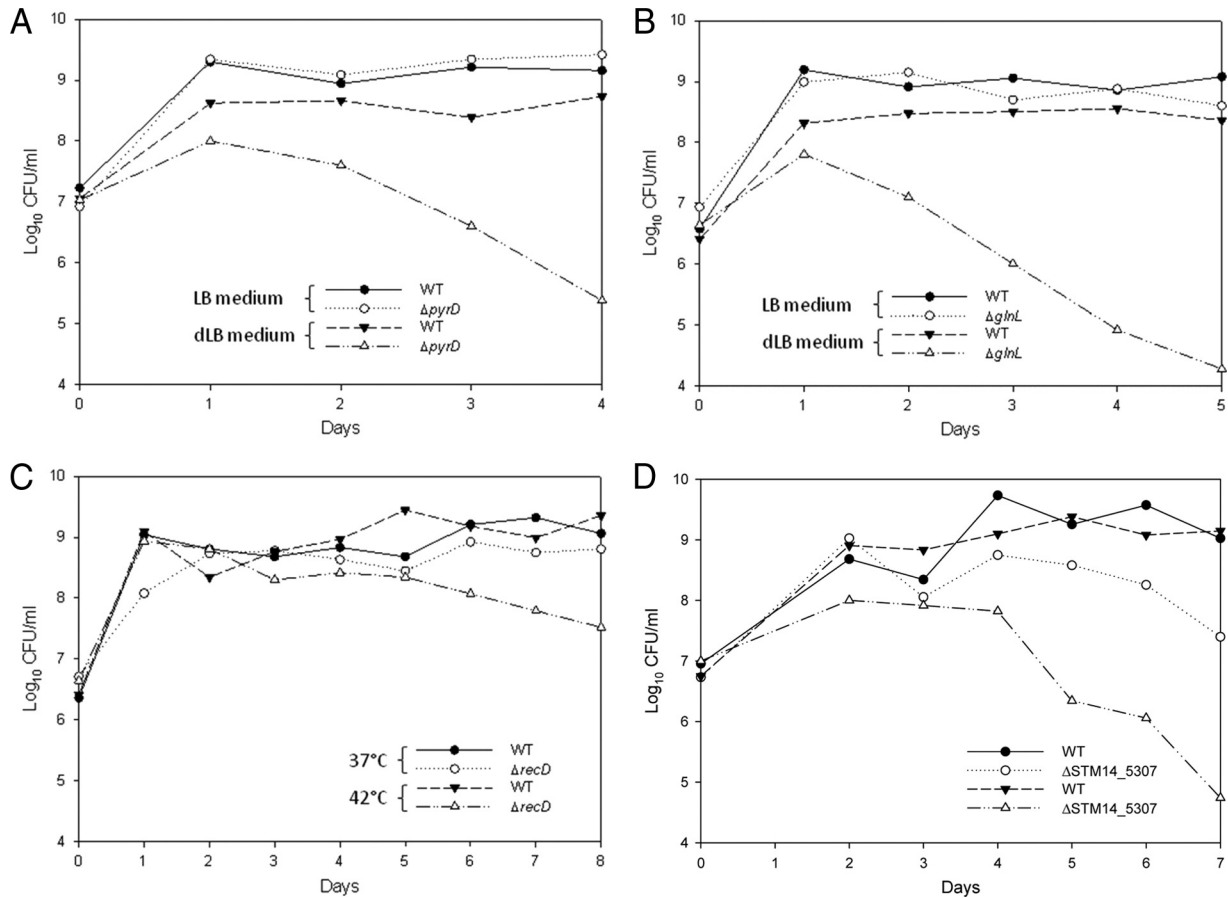 A
Log10 CFU/ml
10
9
8
7
6
5
4
LB medium
WT
ΔpyrD
dLB medium
WT
ΔpyrD
0 1 2 3 4
Days
B
Log10 CFU/ml
10
9
8
7
6
5
4
LB medium
WT
ΔglnL
dLB medium
WT
ΔglnL
0 1 2 3 4 5
Days
C
Log10 CFU/ml
10
9
8
7
6
5
4
37°C
WT
ΔrecD
42°C
WT
ΔrecD
0 1 2 3 4 5 6 7 8
Days
D
Log10 CFU/ml
10
9
8
7
6
5
4
WT
ΔSTM14_5307
WT
ΔSTM14_5307
0 2 3 4 5 6 7
Days